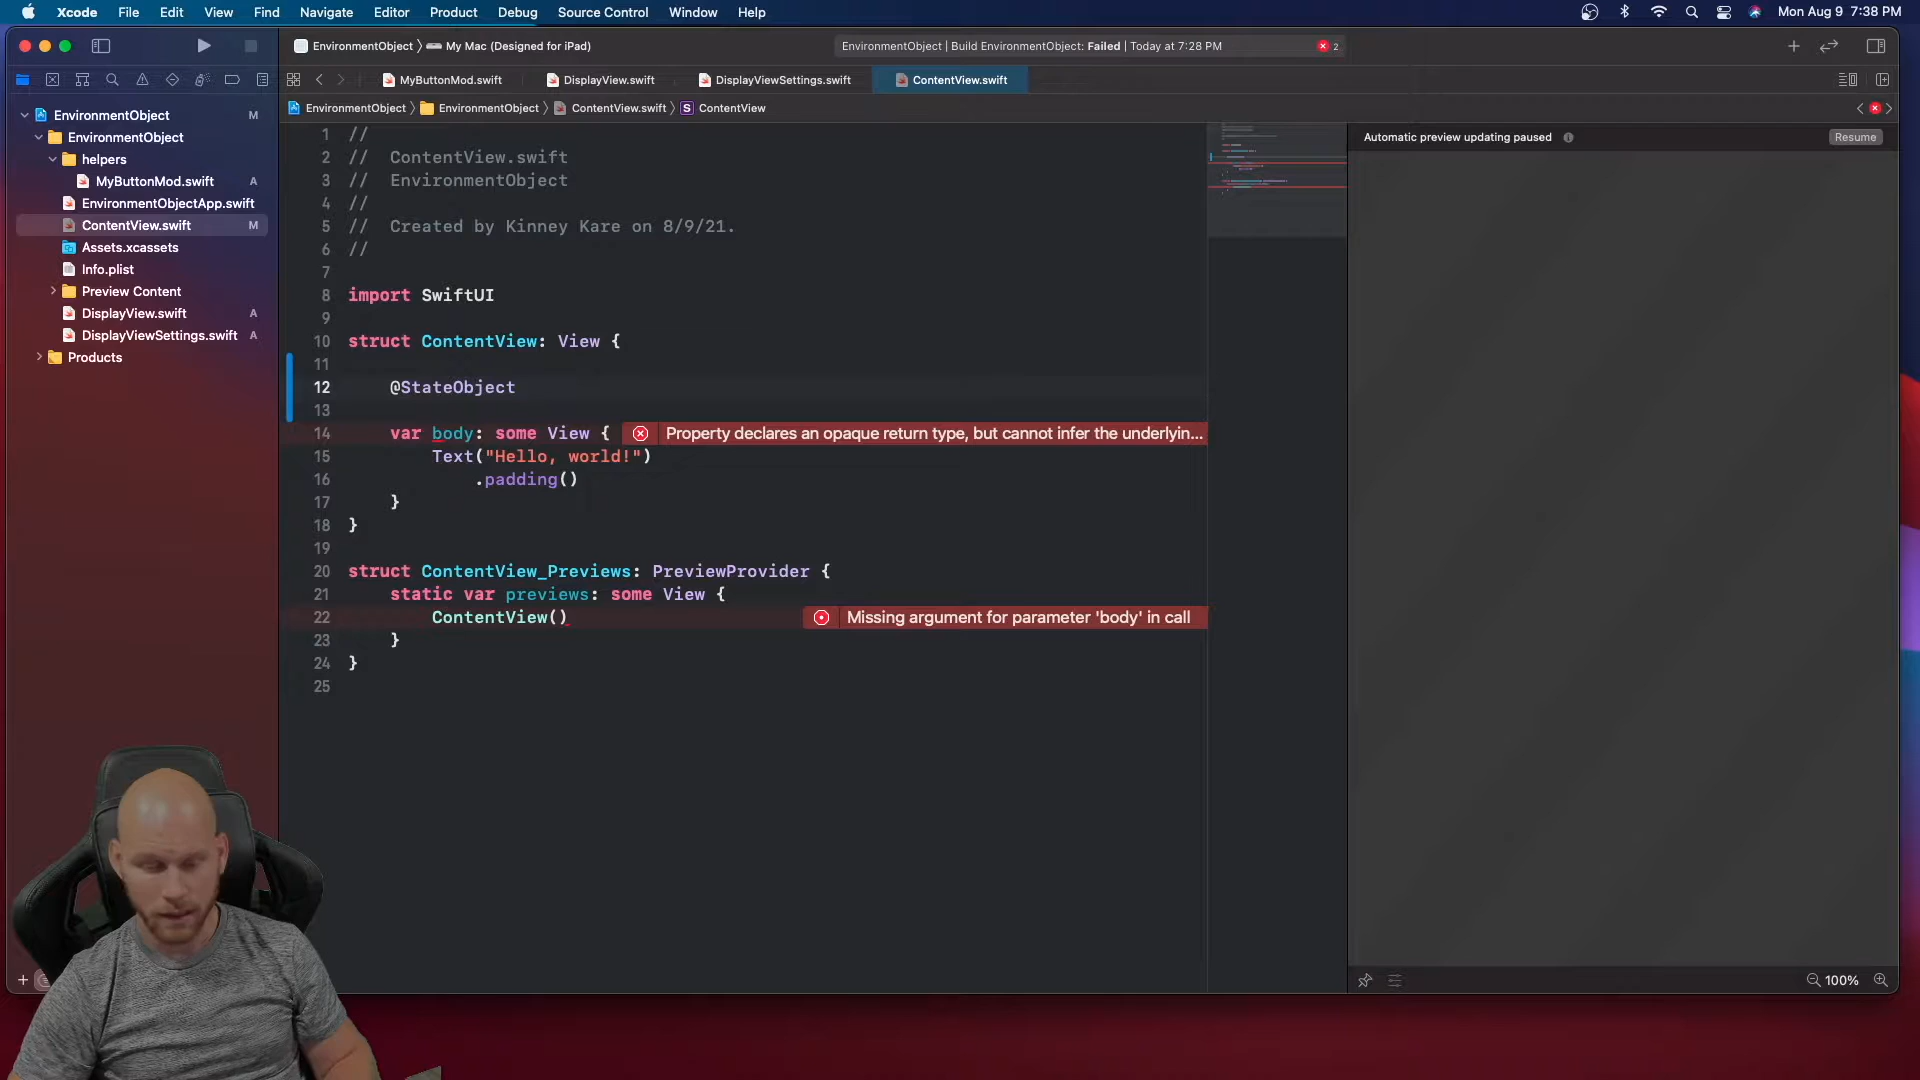 Xcode File Edit View Find Navigate Editor Product Debug Source Control Window Help Mon Aug 9 7:38 PM
EnvironmentObject 〉 My Mac (Designed for iPad) EnvironmentObject | Build EnvironmentObject: Failed | Today at 7:28 PM 2
MyButtonMod.swift DisplayView.swift DisplayViewSettings.swift ContentView.swift
EnvironmentObject 〉 EnvironmentObject 〉 ContentView.swift 〉 S ContentView
EnvironmentObject M
EnvironmentObject
helpers
MyButtonMod.swift A
EnvironmentObjectApp.swift
ContentView.swift M
Assets.xcassets
Info.plist
Preview Content
DisplayView.swift A
DisplayViewSettings.swift A
Products
1 //
2 // ContentView.swift
3 // EnvironmentObject
4 //
5 // Created by Kinney Kare on 8/9/21.
6 //
7
8 import SwiftUI
9
10 struct ContentView: View {
11
12 @StateObject
13
14 var body: some View { Property declares an opaque return type, but cannot infer the underlyin...
15 Text("Hello, world!")
16 .padding()
17 }
18 }
19
20 struct ContentView_Previews: PreviewProvider {
21 static var previews: some View {
22 ContentView() Missing argument for parameter 'body' in call
23 }
24 }
25
Automatic preview updating paused Resume
100%